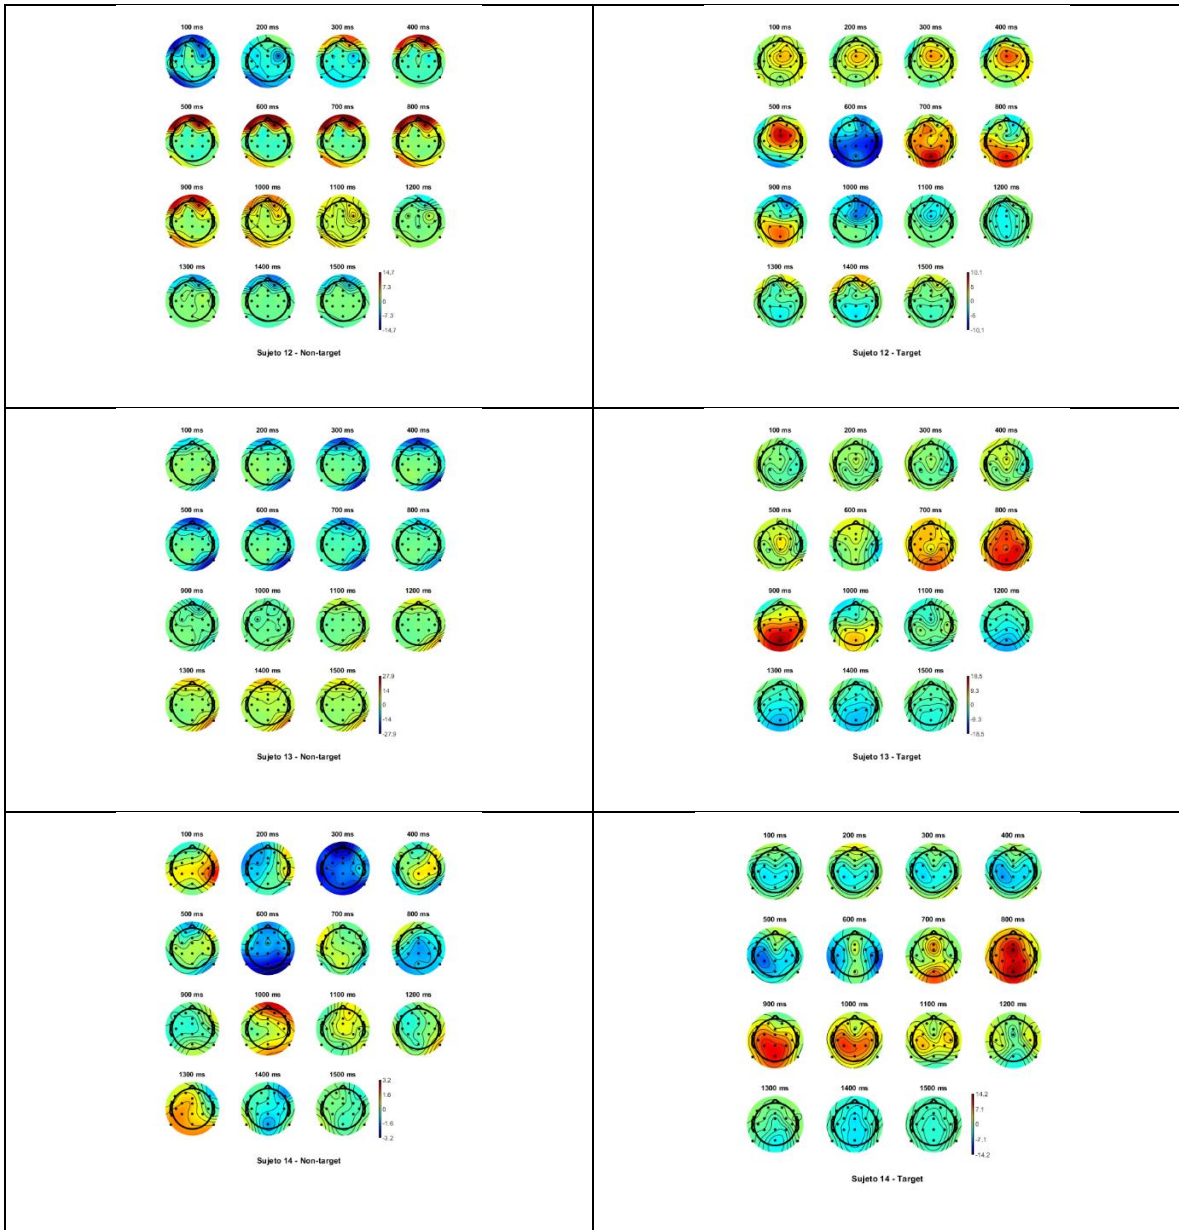 100 ms 200 ms 300 ms 400 ms
500 ms 600 ms 700 ms 800 ms
900 ms 1000 ms 1100 ms 1200 ms
1300 ms 1400 ms 1500 ms
14.7
7.3
0
-7.3
-14.7
Sujeto 12 - Non-target
100 ms 200 ms 300 ms 400 ms
500 ms 600 ms 700 ms 800 ms
900 ms 1000 ms 1100 ms 1200 ms
1300 ms 1400 ms 1500 ms
10.1
5
0
-5
-10.1
Sujeto 12 - Target
100 ms 200 ms 300 ms 400 ms
500 ms 600 ms 700 ms 800 ms
900 ms 1000 ms 1100 ms 1200 ms
1300 ms 1400 ms 1500 ms
27.9
14
0
-14
-27.9
Sujeto 13 - Non-target
100 ms 200 ms 300 ms 400 ms
500 ms 600 ms 700 ms 800 ms
900 ms 1000 ms 1100 ms 1200 ms
1300 ms 1400 ms 1500 ms
18.5
9.3
0
-9.3
-18.5
Sujeto 13 - Target
100 ms 200 ms 300 ms 400 ms
500 ms 600 ms 700 ms 800 ms
900 ms 1000 ms 1100 ms 1200 ms
1300 ms 1400 ms 1500 ms
3.2
1.6
0
-1.6
-3.2
Sujeto 14 - Non-target
100 ms 200 ms 300 ms 400 ms
500 ms 600 ms 700 ms 800 ms
900 ms 1000 ms 1100 ms 1200 ms
1300 ms 1400 ms 1500 ms
14.2
7.1
0
-7.1
-14.2
Sujeto 14 - Target